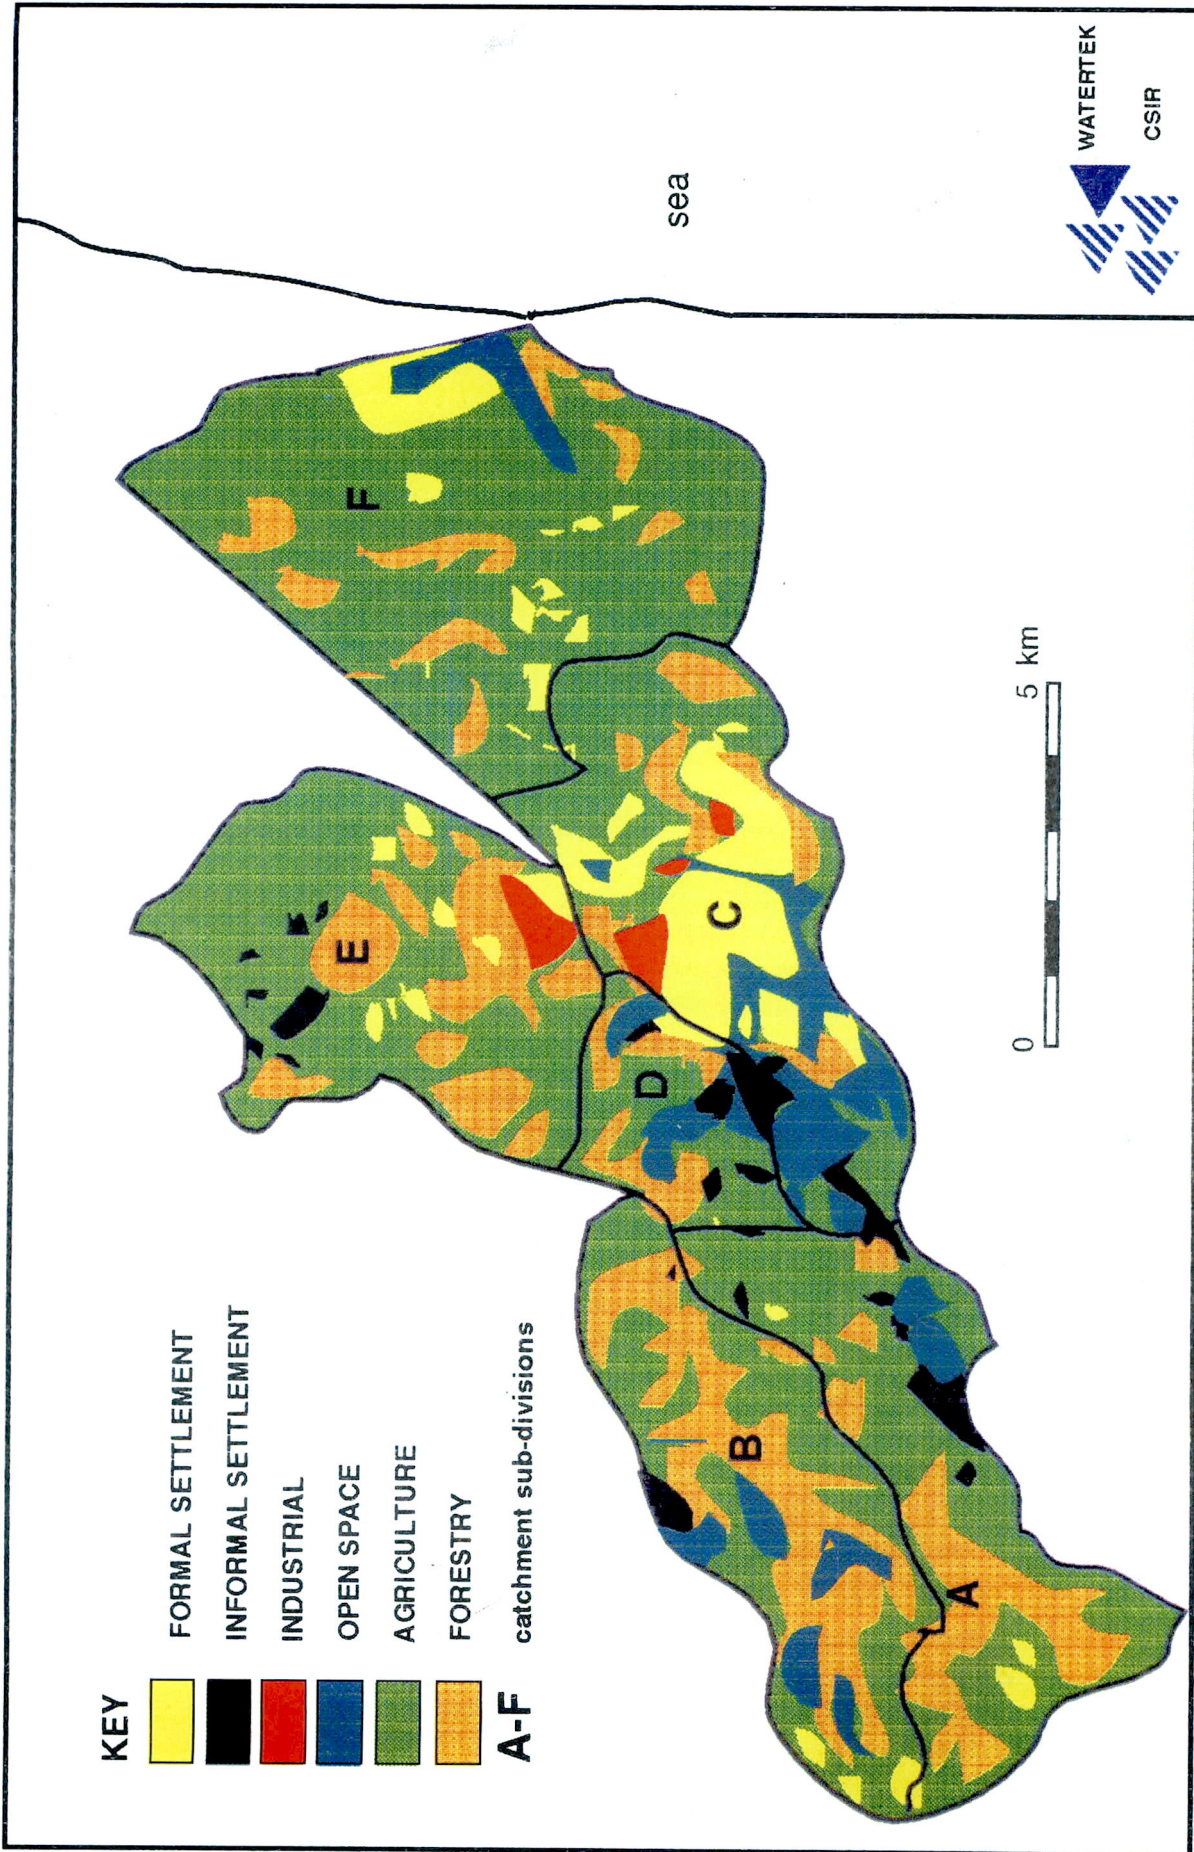 KEY
FORMAL SETTLEMENT
INFORMAL SETTLEMENT
INDUSTRIAL
OPEN SPACE
AGRICULTURE
FORESTRY
A-F catchment sub-divisions
A
B
C
D
E
F
sea
0 5 km
WATERTEK
CSIR